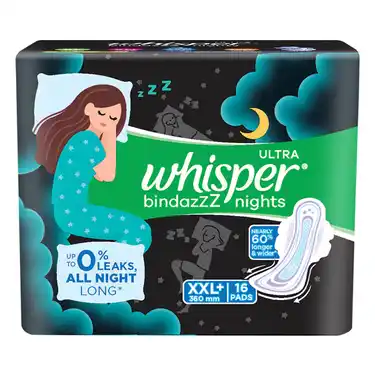 z z Z
ULTRA
whisper®
bindazZZ nights
UP TO 0% LEAKS,
ALL NIGHT
LONG*
NEARLY
60%
longer
& wider*
XXL+
360 mm
16
PADS